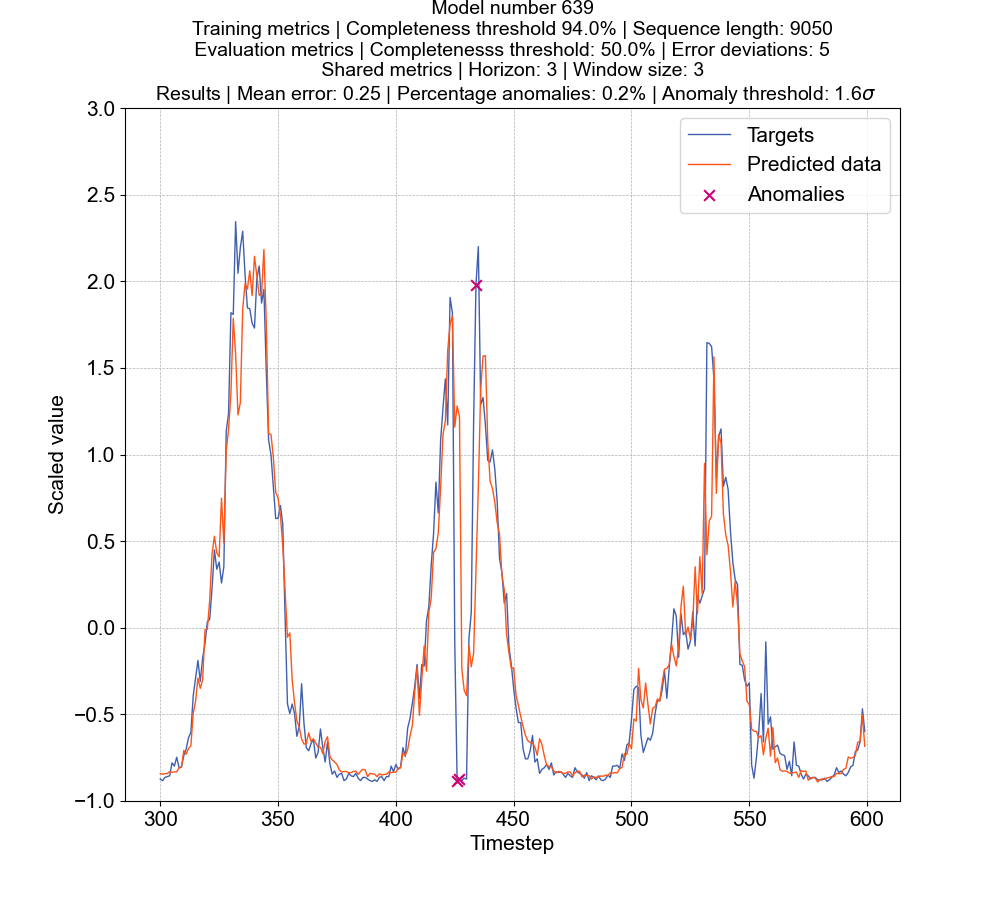 Model number 639
Training metrics | Completeness threshold 94.0% | Sequence length: 9050
Evaluation metrics | Completenesss threshold: 50.0% | Error deviations: 5
Shared metrics | Horizon: 3 | Window size: 3
Results | Mean error: 0.25 | Percentage anomalies: 0.2% | Anomaly threshold: 1.6σ
Targets
Predicted data
Anomalies
3.0
2.5
2.0
1.5
1.0
0.5
0.0
−0.5
−1.0
Scaled value
300
350
400
450
500
550
600
Timestep